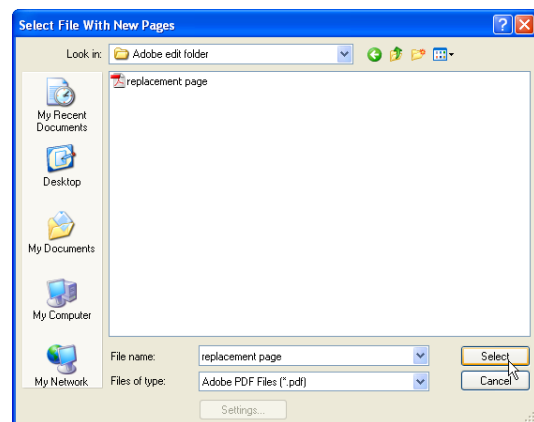 Select File With New Pages
Look in:
Adobe edit folder
replacement page
My Recent
Documents
Desktop
My Documents
My Computer
My Network
File name:
replacement page
Select
Files of type:
Adobe PDF Files (*.pdf)
Cancel
Settings...